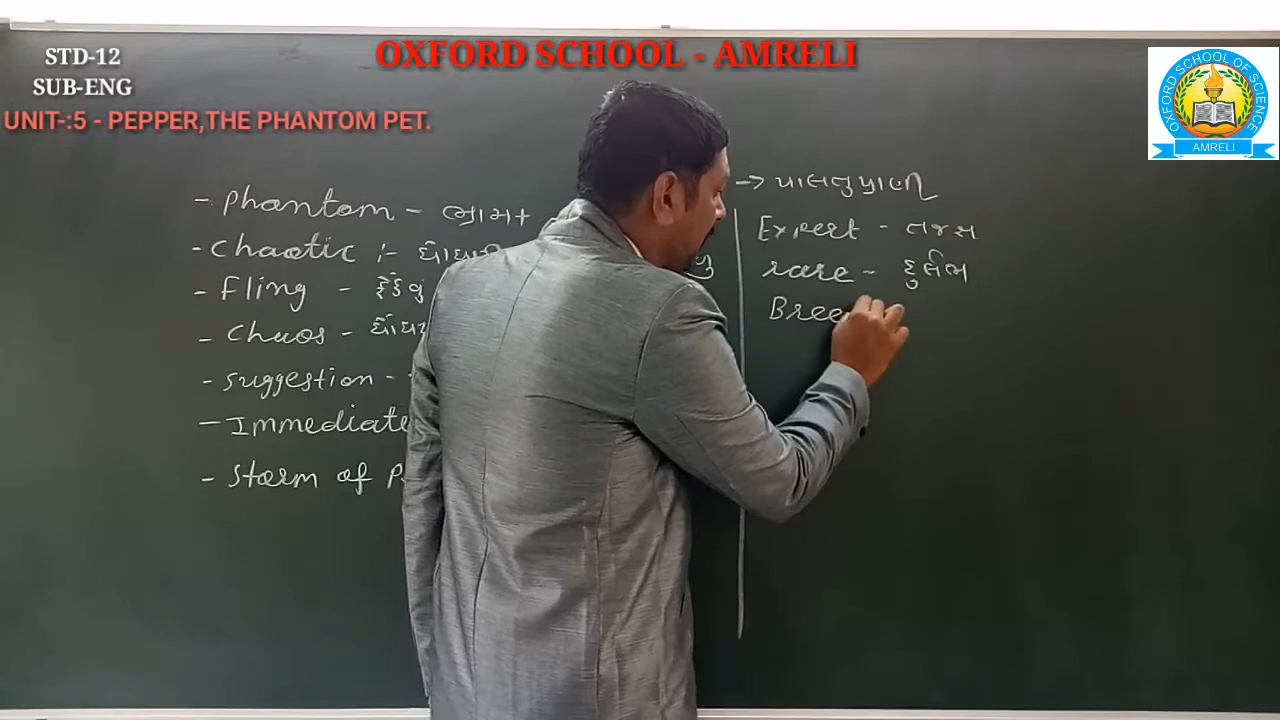 STD-12
SUB-ENG
UNIT-:5 - PEPPER,THE PHANTOM PET.
OXFORD SCHOOL - AMRELI
OXFORD SCHOOL OF SCIENCE
AMRELI
- Phantom -
- Chaotic :-
- Fling - ફેંકવું
- Chaos -
- Suggestion -
- Immediate
- Storm of P
→ પાલતુ પ્રાણી
Expert -
rare - દુર્લભ
Bree